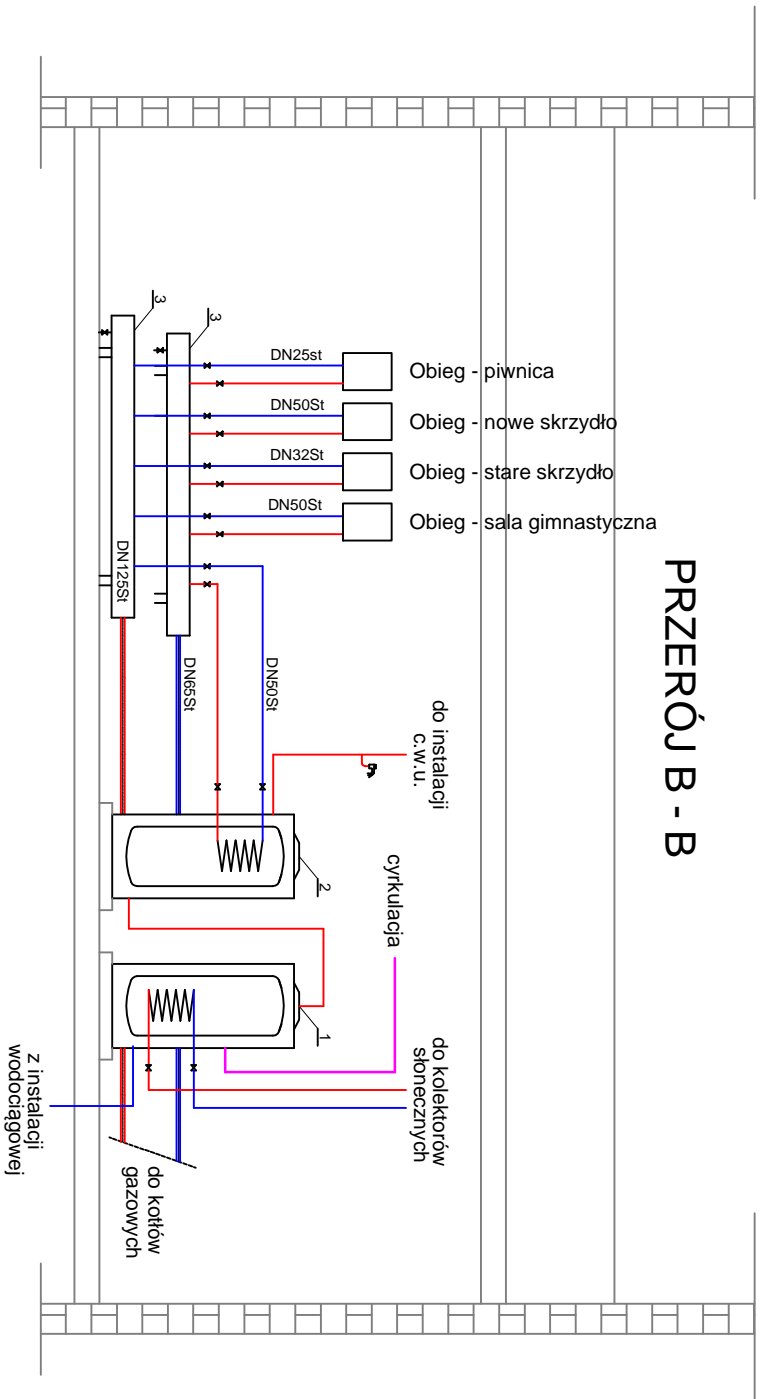 PRZERÓJ B - B
Obieg - piwnica
Obieg - nowe skrzydło
Obieg - stare skrzydło
Obieg - sala gimnastyczna
DN25st
DN50St
DN32St
DN50St
3
3
DN125St
DN65St
DN50St
do instalacji
c.w.u.
2
cyrkulacja
1
do kolektorów
słonecznych
do kotłów
gazowych
z instalacji
wodociągowej